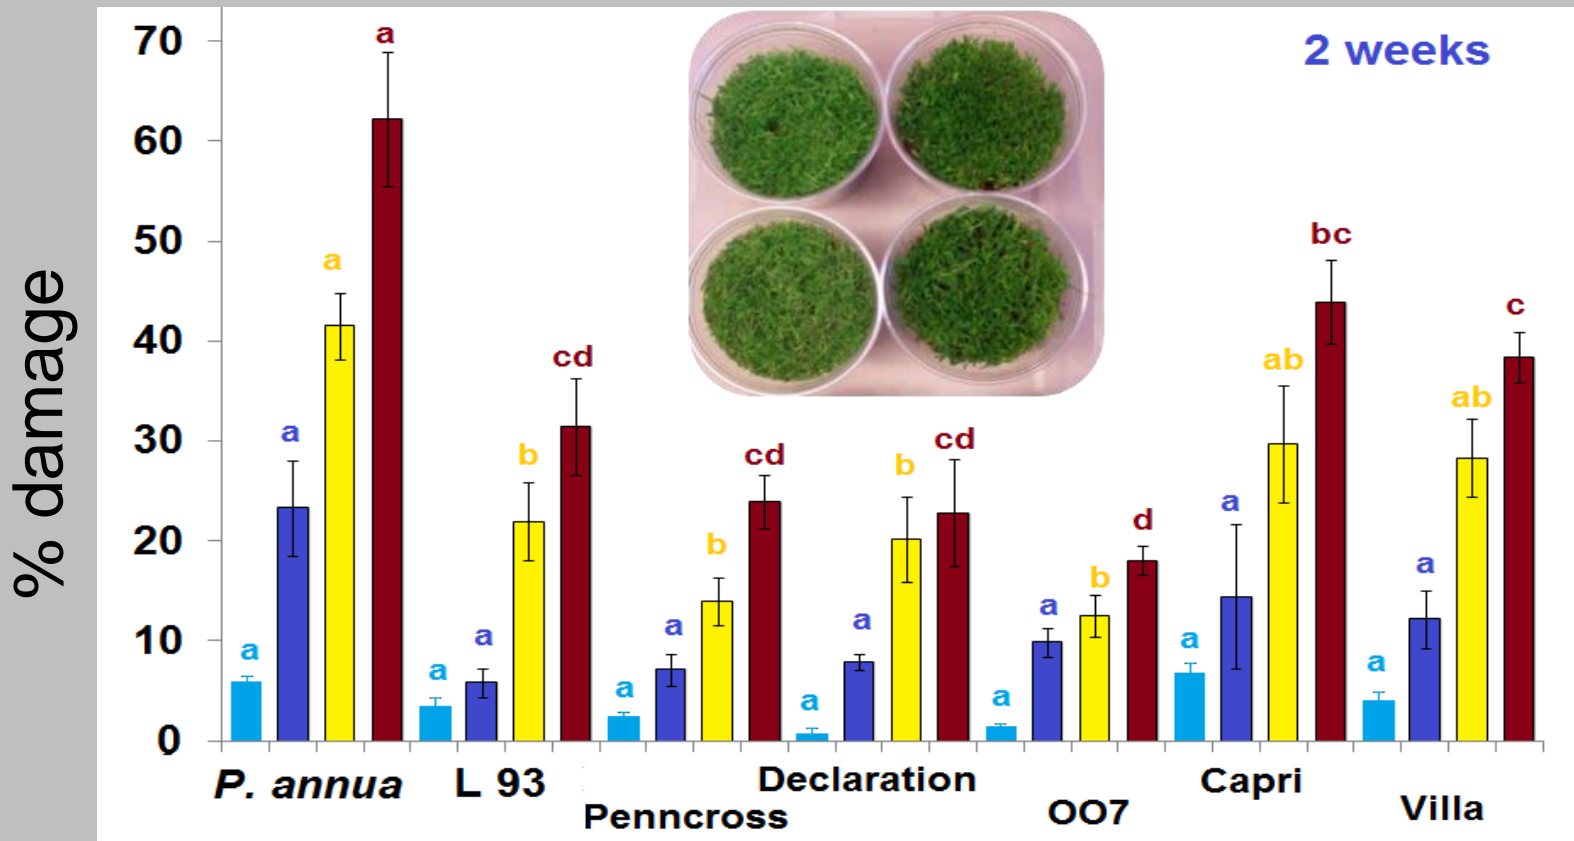 % damage
2 weeks
70
60
50
40
30
20
10
0
a
a
a
a
a
a
b
cd
a
a
b
cd
a
a
b
cd
a
a
b
d
a
a
ab
bc
a
a
ab
c
P. annua
L 93
Penncross
Declaration
OO7
Capri
Villa